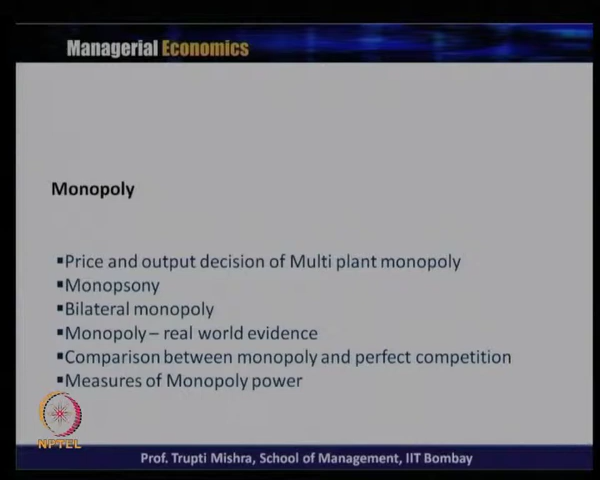 Managerial Economics
Monopoly
▪Price and output decision of Multi plant monopoly
▪Monopsony
▪Bilateral monopoly
▪Monopoly – real world evidence
▪Comparison between monopoly and perfect competition
▪Measures of Monopoly power
NPTEL
Prof. Trupti Mishra, School of Management, IIT Bombay